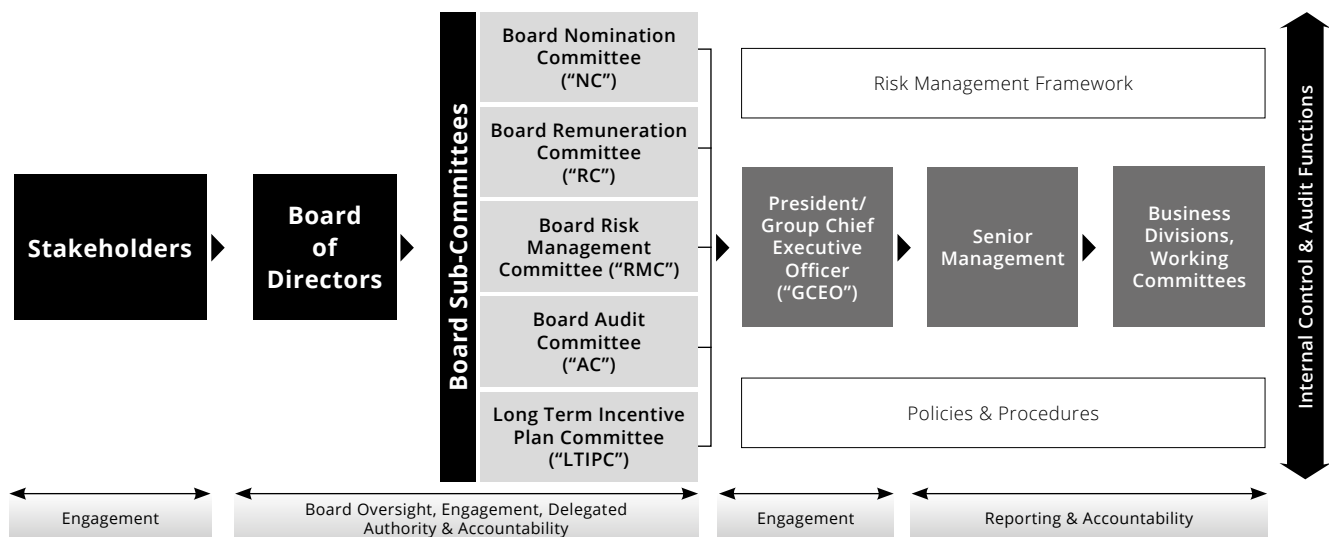 Stakeholders
Board
of
Directors
Board Sub-Committees
Board Nomination
Committee
(“NC”)
Board Remuneration
Committee
(“RC”)
Board Risk
Management
Committee (“RMC”)
Board Audit
Committee
(“AC”)
Long Term Incentive
Plan Committee
(“LTIPC”)
Risk Management Framework
President/
Group Chief
Executive
Officer
(“GCEO”)
Senior
Management
Business
Divisions,
Working
Committees
Policies & Procedures
Internal Control & Audit Functions
Engagement
Board Oversight, Engagement, Delegated
Authority & Accountability
Engagement
Reporting & Accountability